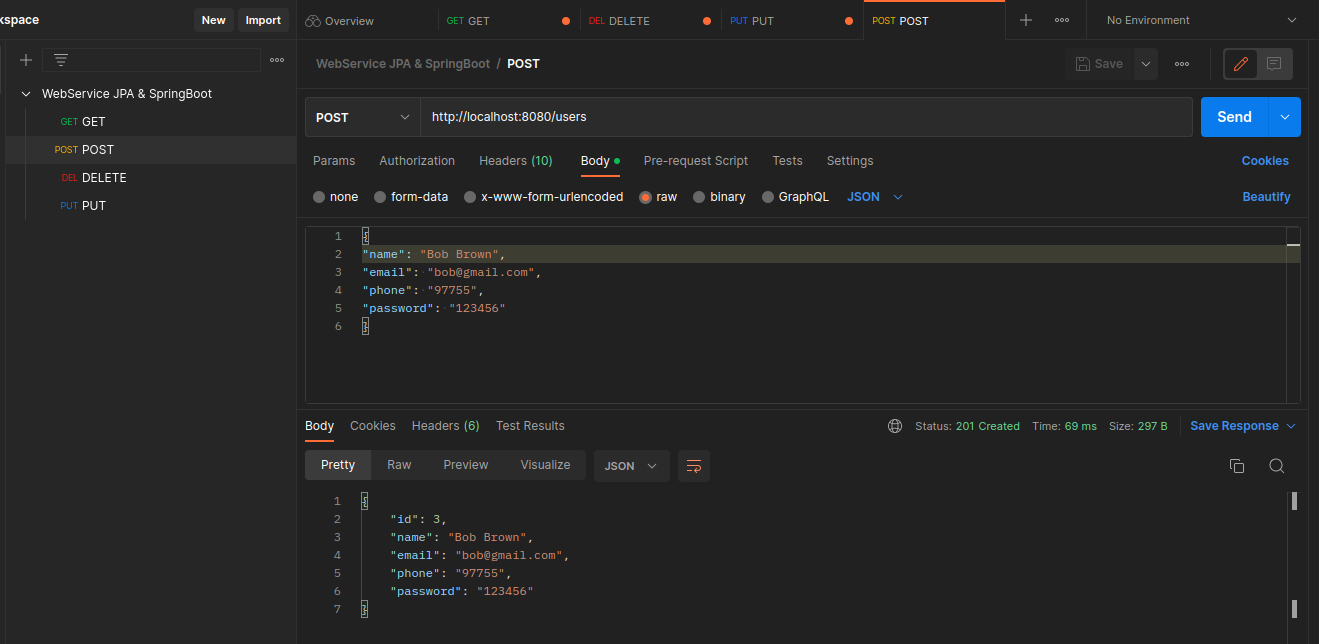 kspace New Import Overview GET GET DEL DELETE PUT PUT POST POST No Environment
WebService JPA & SpringBoot / POST Save
WebService JPA & SpringBoot
GET GET
POST POST
DEL DELETE
PUT PUT
POST http://localhost:8080/users Send
Params Authorization Headers (10) Body Pre-request Script Tests Settings Cookies
none form-data x-www-form-urlencoded raw binary GraphQL JSON Beautify
1 {
2 "name": "Bob Brown",
3 "email": "bob@gmail.com",
4 "phone": "97755",
5 "password": "123456"
6 }
Body Cookies Headers (6) Test Results Status: 201 Created Time: 69 ms Size: 297 B Save Response
Pretty Raw Preview Visualize JSON
1 {
2 "id": 3,
3 "name": "Bob Brown",
4 "email": "bob@gmail.com",
5 "phone": "97755",
6 "password": "123456"
7 }